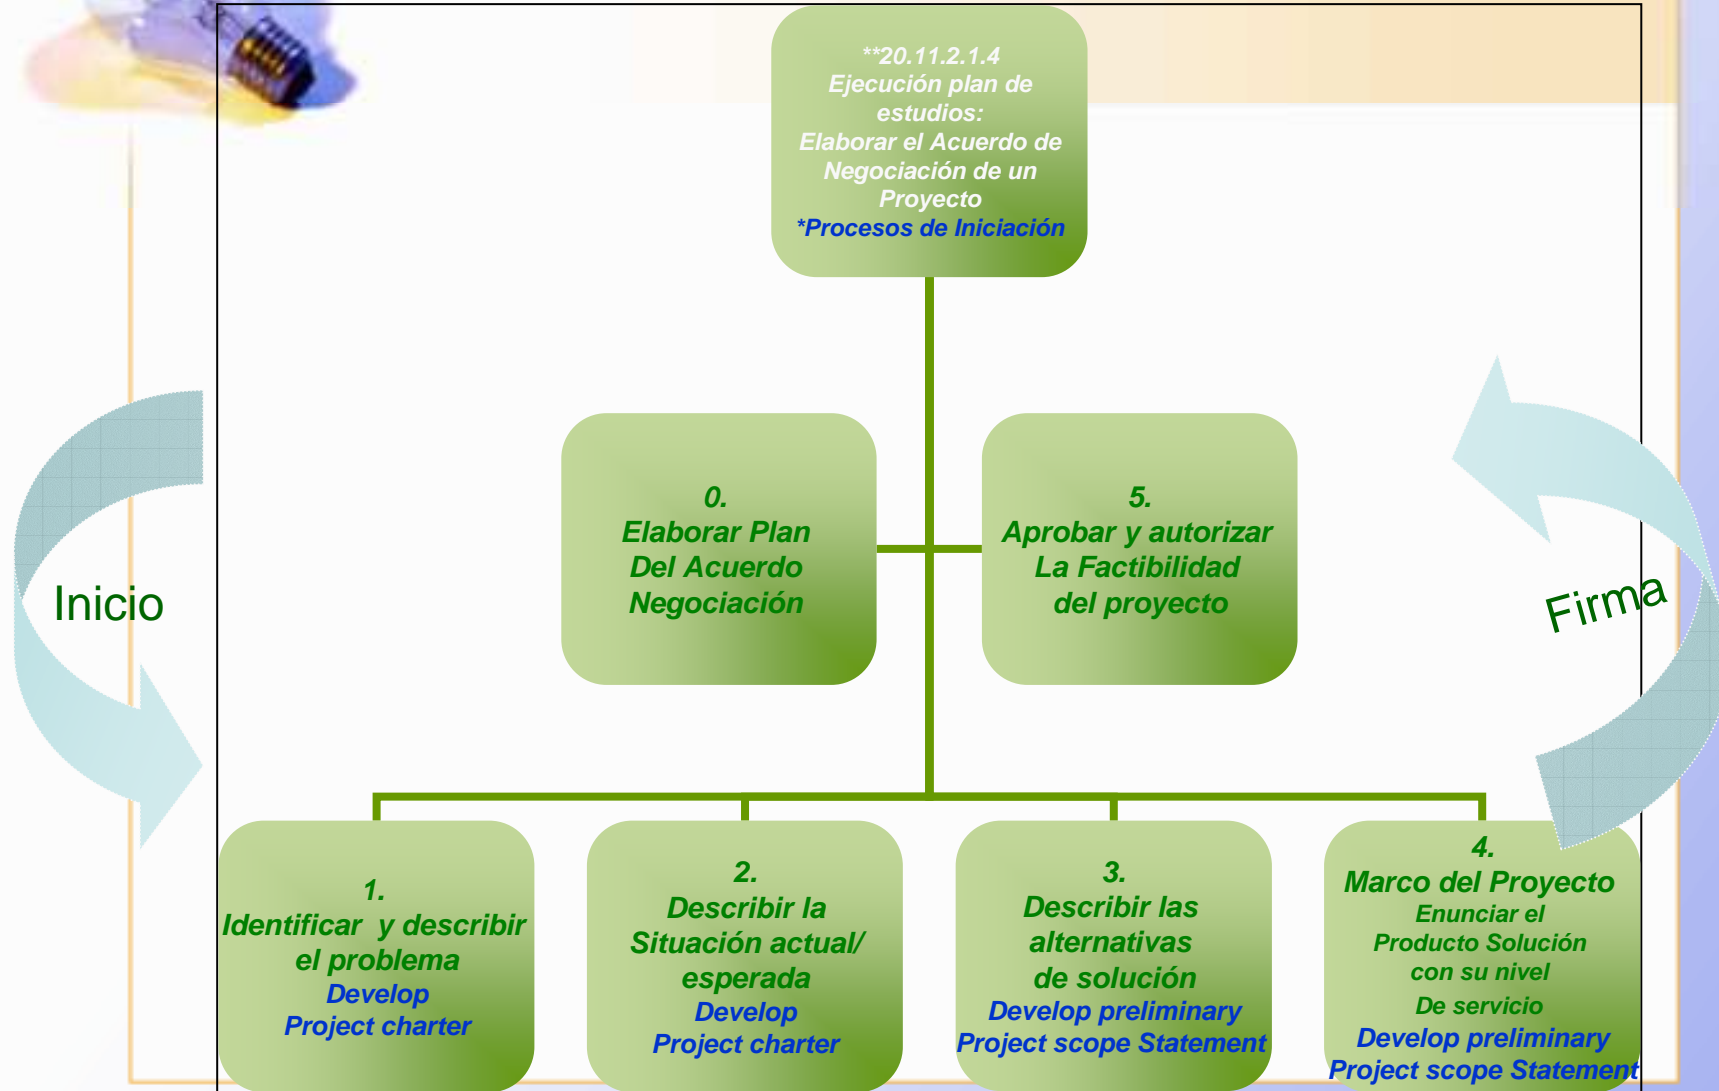 **20.11.2.1.4
Ejecución plan de
estudios:
Elaborar el Acuerdo de
Negociación de un
Proyecto
*Procesos de Iniciación
0.
Elaborar Plan
Del Acuerdo
Negociación
5.
Aprobar y autorizar
La Factibilidad
del proyecto
Inicio
Firma
1.
Identificar y describir
el problema
Develop
Project charter
2.
Describir la
Situación actual/
esperada
Develop
Project charter
3.
Describir las
alternativas
de solución
Develop preliminary
Project scope Statement
4.
Marco del Proyecto
Enunciar el
Producto Solución
con su nivel
De servicio
Develop preliminary
Project scope Statement